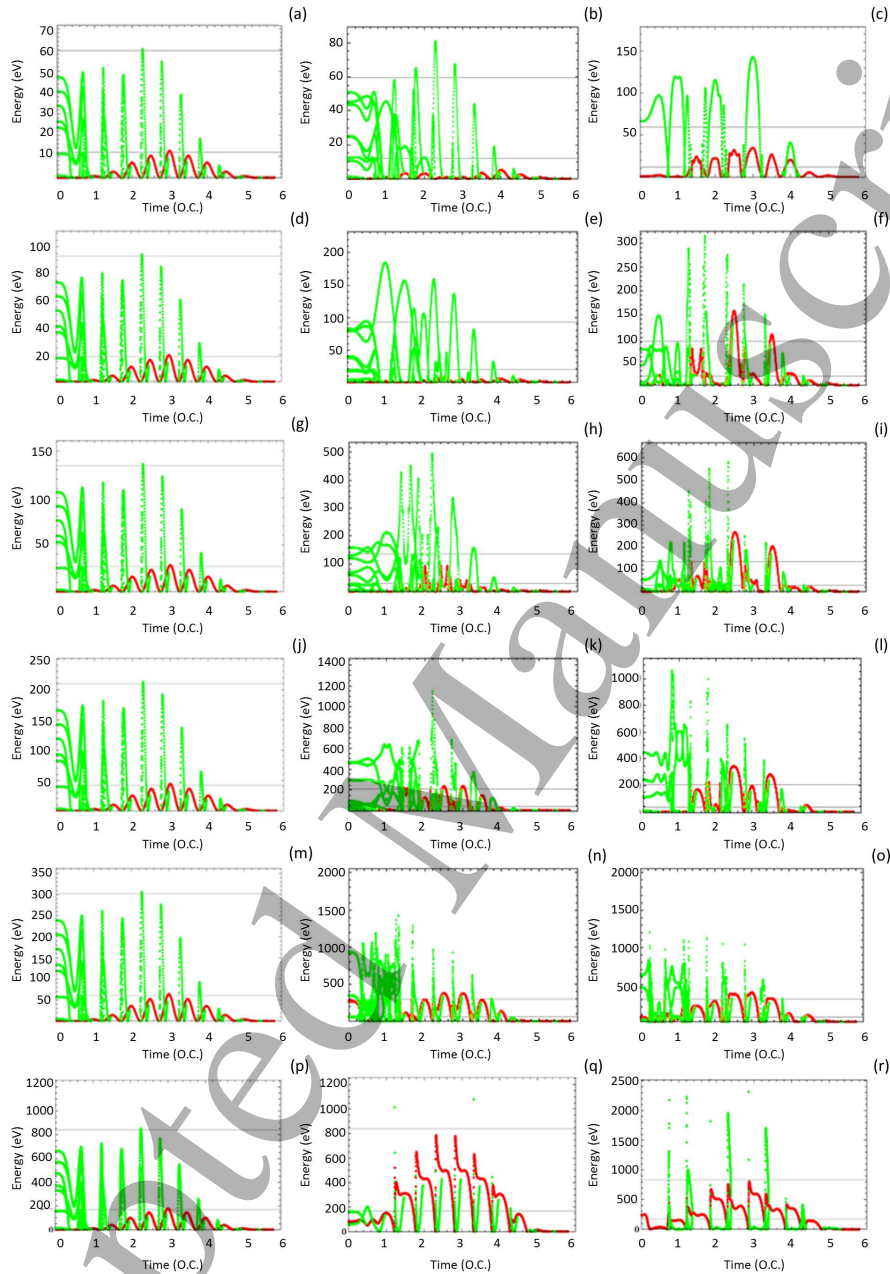 (a) (b) (c)
Energy (eV) 70 60 50 40 30 20 10
Energy (eV) 80 60 40 20
Energy (eV) 150 100 50
0 1 2 3 4 5 6
0 1 2 3 4 5 6
0 1 2 3 4 5 6
Time (O.C.) Time (O.C.) Time (O.C.)
(d) (e) (f)
Energy (eV) 100 80 60 40 20
Energy (eV) 200 150 100 50
Energy (eV) 300 250 200 150 100 50
0 1 2 3 4 5 6
0 1 2 3 4 5 6
0 1 2 3 4 5 6
Time (O.C.) Time (O.C.) Time (O.C.)
(g) (h) (i)
Energy (eV) 150 100 50
Energy (eV) 500 400 300 200 100
Energy (eV) 600 500 400 300 200 100
0 1 2 3 4 5 6
0 1 2 3 4 5 6
0 1 2 3 4 5 6
Time (O.C.) Time (O.C.) Time (O.C.)
(j) (k) (l)
Energy (eV) 250 200 150 100 50
Energy (eV) 1400 1200 1000 800 600 400 200
Energy (eV) 1000 800 600 400 200
0 1 2 3 4 5 6
0 1 2 3 4 5 6
0 1 2 3 4 5 6
Time (O.C.) Time (O.C.) Time (O.C.)
(m) (n) (o)
Energy (eV) 350 300 250 200 150 100 50
Energy (eV) 2000 1500 1000 500
Energy (eV) 2000 1500 1000 500
0 1 2 3 4 5 6
0 1 2 3 4 5 6
0 1 2 3 4 5 6
Time (O.C.) Time (O.C.) Time (O.C.)
(p) (q) (r)
Energy (eV) 1200 1000 800 600 400 200 0
Energy (eV) 1200 1000 800 600 400 200 0
Energy (eV) 2500 2000 1500 1000 500 0
0 1 2 3 4 5 6
0 1 2 3 4 5 6
0 1 2 3 4 5 6
Time (O.C.) Time (O.C.) Time (O.C.)
pted Manuscri